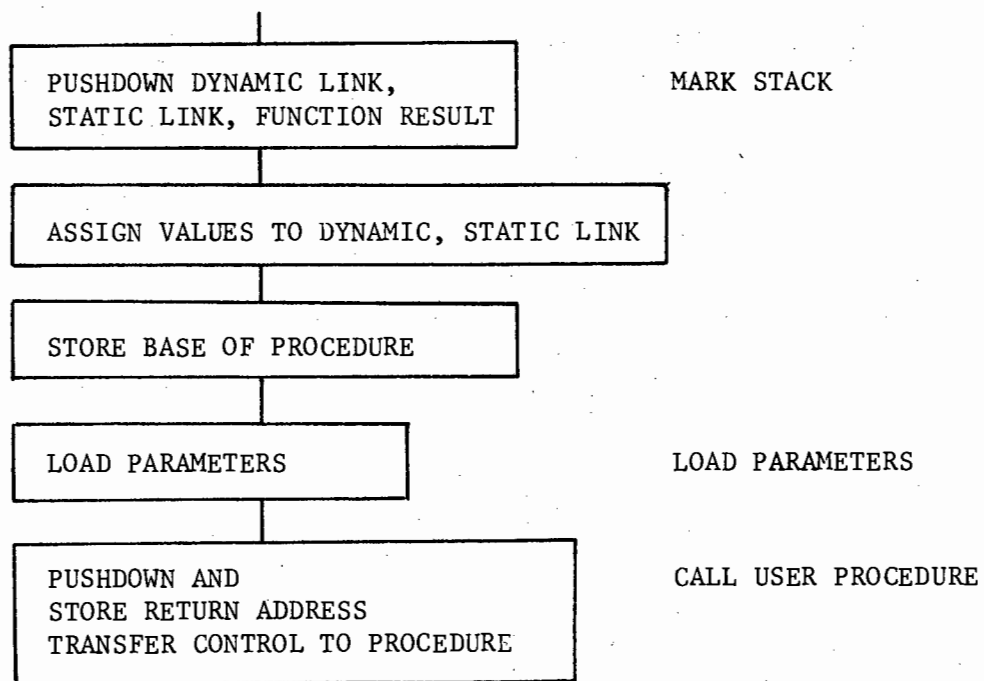 PUSHDOWN DYNAMIC LINK,
STATIC LINK, FUNCTION RESULT
MARK STACK
ASSIGN VALUES TO DYNAMIC, STATIC LINK
STORE BASE OF PROCEDURE
LOAD PARAMETERS
LOAD PARAMETERS
PUSHDOWN AND
STORE RETURN ADDRESS
TRANSFER CONTROL TO PROCEDURE
CALL USER PROCEDURE